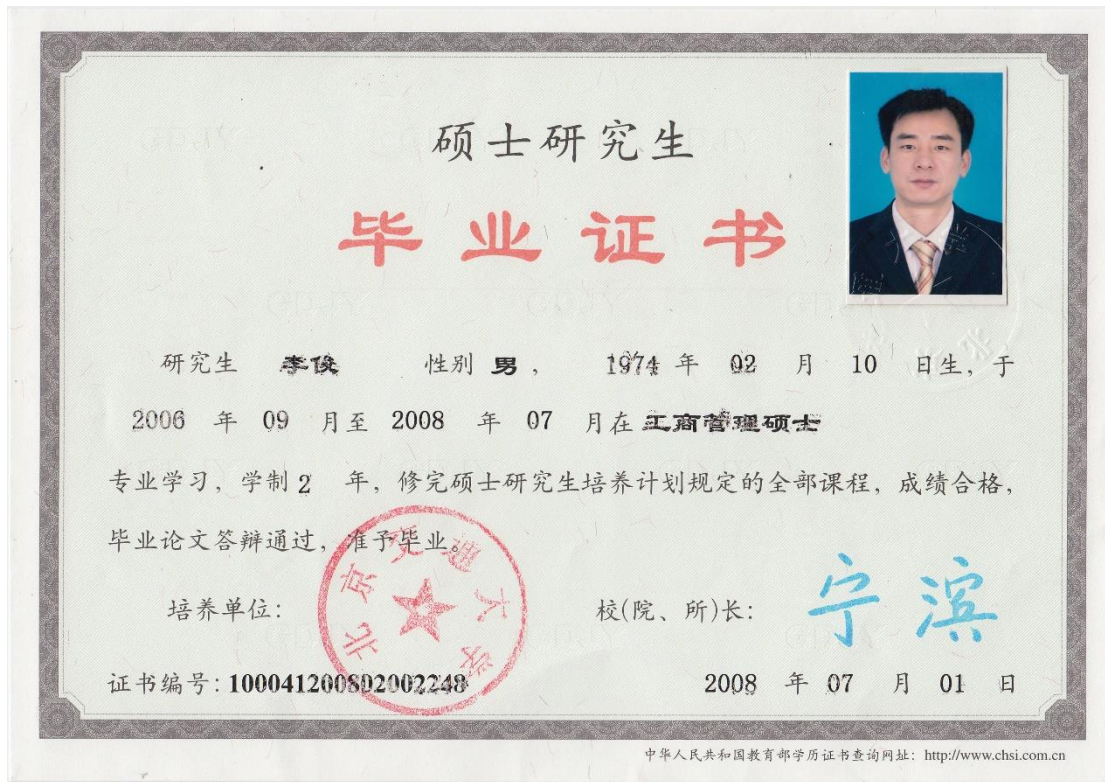 硕士研究生
毕业证书
研究生 李俊 性别 男， 1974 年 02 月 10 日生，于
2006 年 09 月至 2008 年 07 月在 工商管理硕士
专业学习，学制 2 年，修完硕士研究生培养计划规定的全部课程，成绩合格，
毕业论文答辩通过，准予毕业。
北京交通大学
培养单位： 校(院、所)长： 宁滨
证书编号：100041200802002248 2008 年 07 月 01 日
中华人民共和国教育部学历证书查询网址：http://www.chsi.com.cn